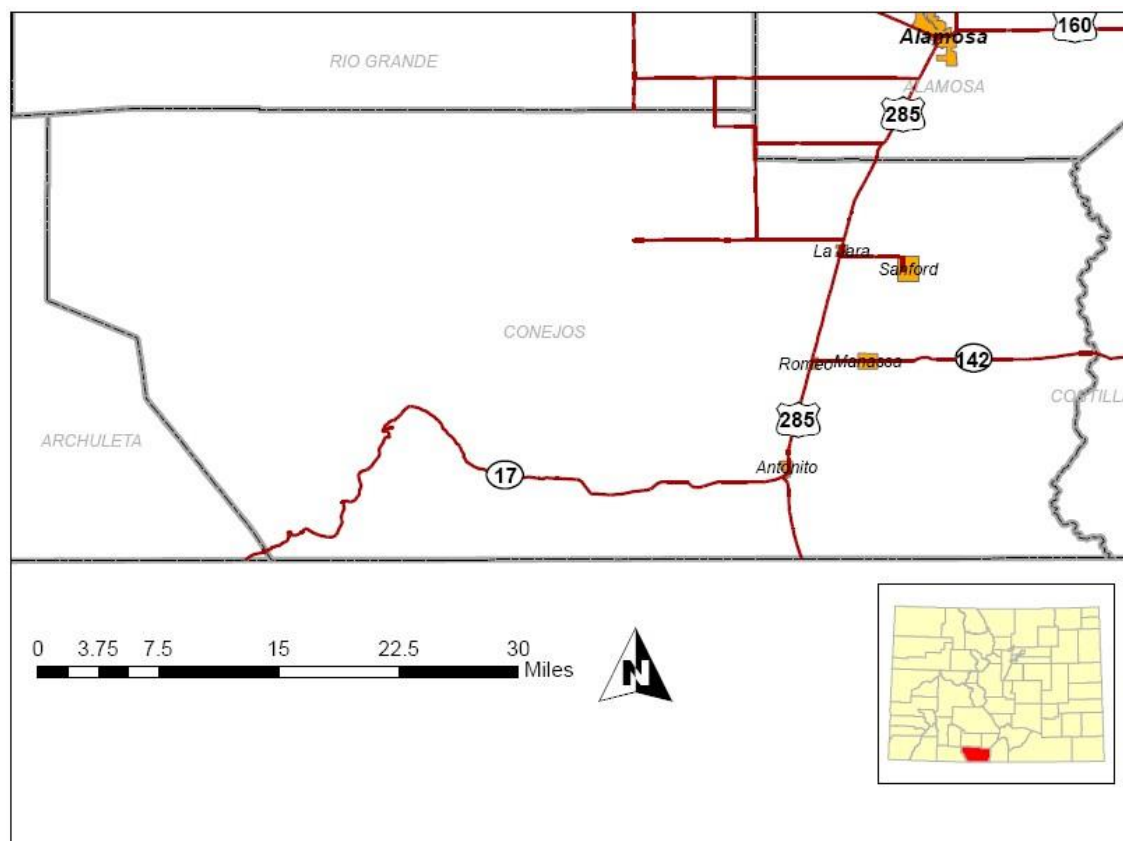 160
Alamosa
RIO GRANDE
ALAMOSA
285
La Jara
Sanford
CONEJOS
142
Romeo
Manassa
COSTILL
285
ARCHULETA
Antonito
17
0 3.75 7.5 15 22.5 30
Miles
N